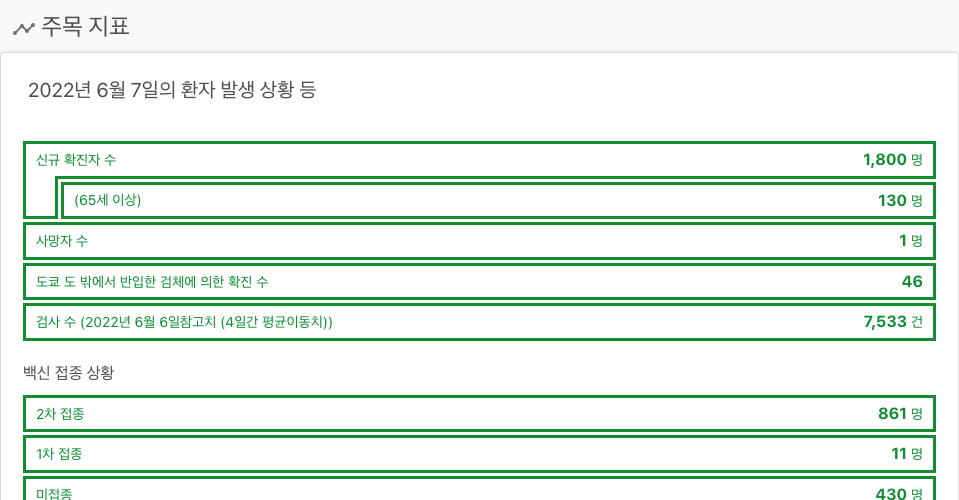 주목 지표
2022년 6월 7일의 환자 발생 상황 등
신규 확진자 수 1,800 명
(65세 이상) 130 명
사망자 수 1 명
도쿄 도 밖에서 반입한 검체에 의한 확진 수 46
검사 수 (2022년 6월 6일참고치 (4일간 평균이동치)) 7,533 건
백신 접종 상황
2차 접종 861 명
1차 접종 11 명
미접종 430 명